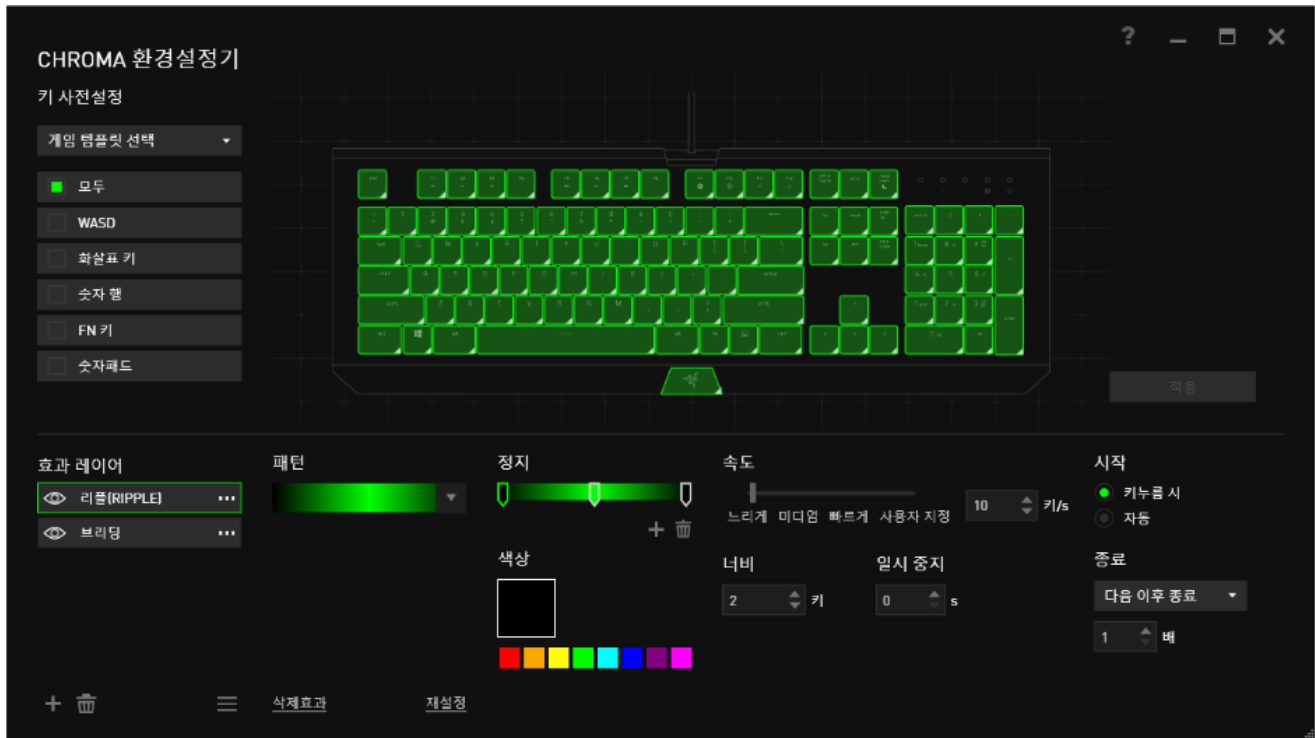 CHROMA 환경설정기
키 사전설정
게임 템플릿 선택
모두
WASD
화살표 키
숫자 행
FN 키
숫자패드
적용
효과 레이어
리플(RIPPLE)
브리딩
패턴
정지
색상
속도
느리게 미디엄 빠르게 사용자 지정
10 키/s
너비
2 키
일시 중지
0 s
시작
키누름 시
자동
종료
다음 이후 종료
1 배
삭제효과
재설정